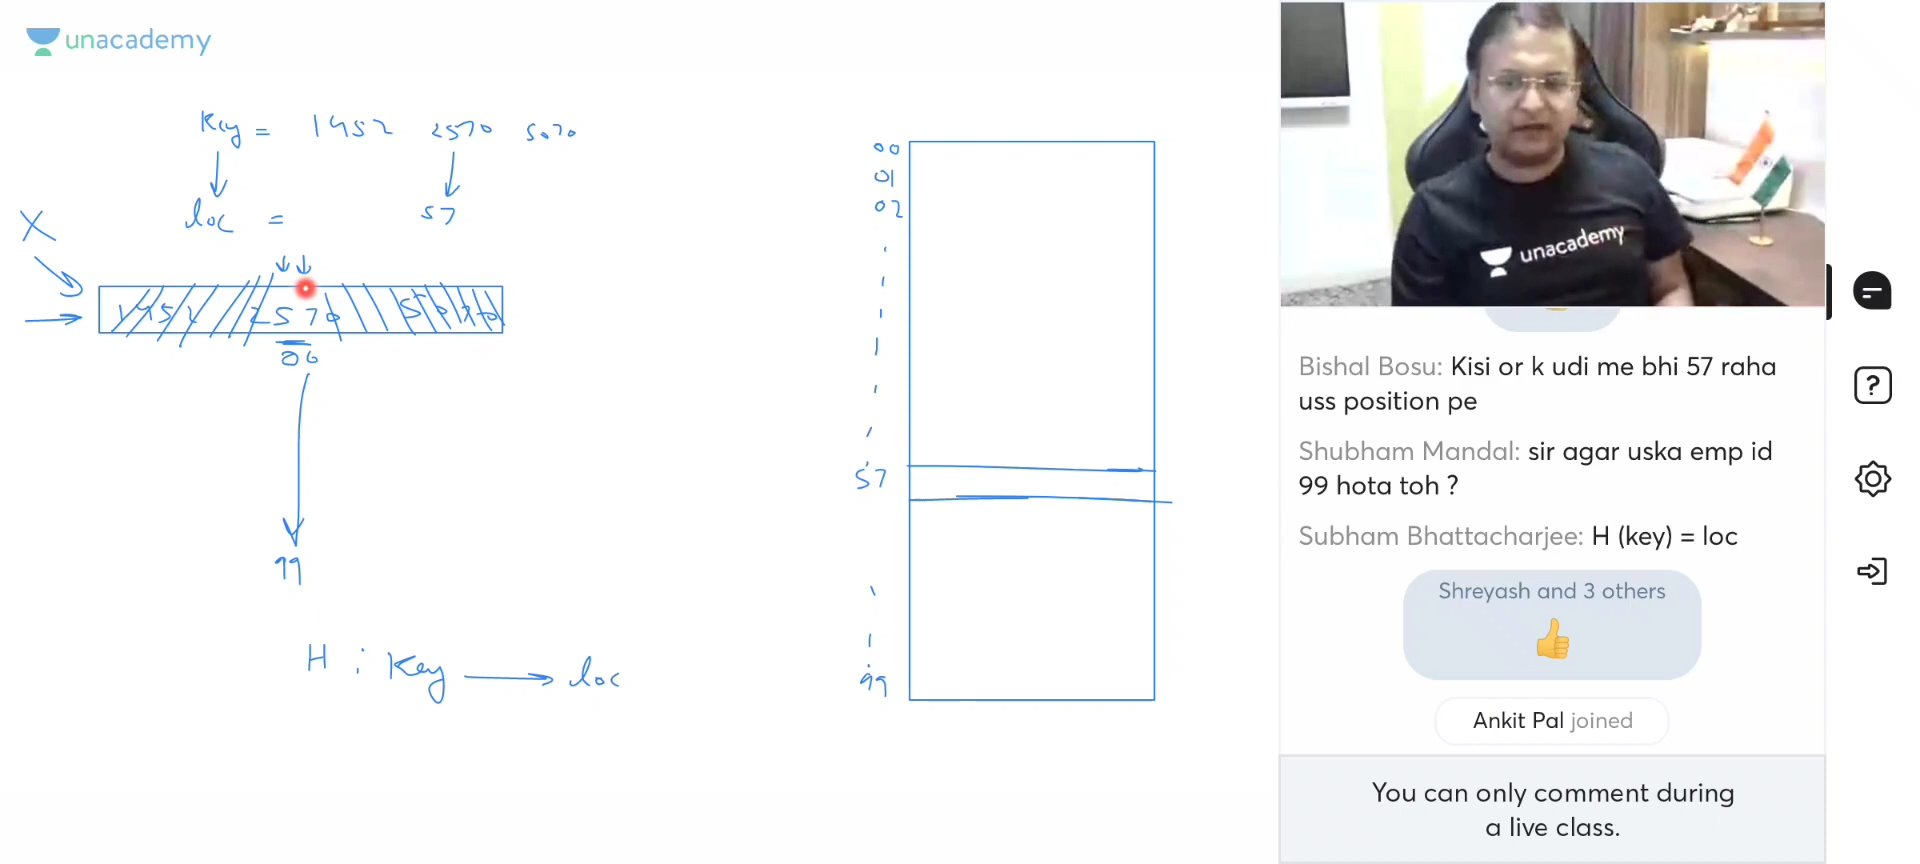 unacademy
Key = 1452 2570 5070
loc = 57
X
1452 2570 5070
00
99
H : Key → loc
00
01
02
57
99
unacademy
Bishal Bosu: Kisi or k udi me bhi 57 raha
uss position pe
Shubham Mandal: sir agar uska emp id
99 hota toh ?
Subham Bhattacharjee: H (key) = loc
Shreyash and 3 others
Ankit Pal joined
You can only comment during
a live class.
?